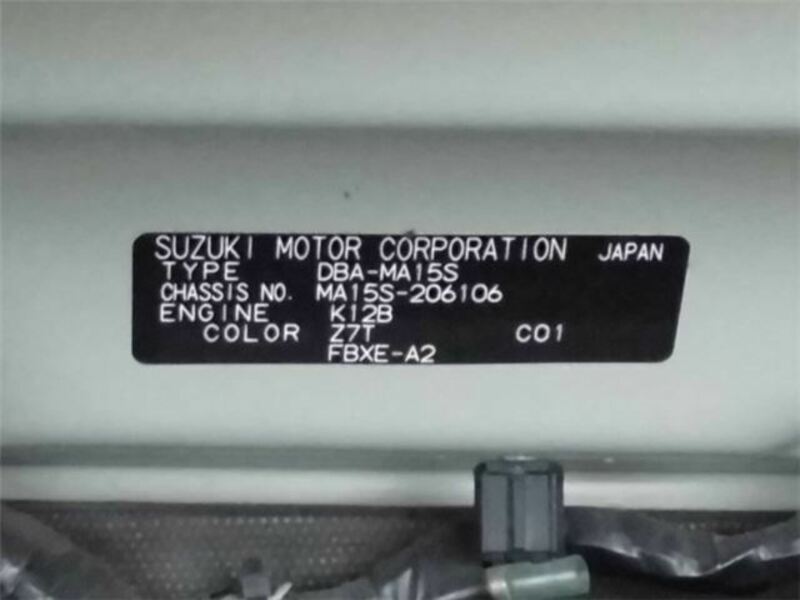 SUZUKI MOTOR CORPORATION JAPAN
TYPE DBA-MA15S
CHASSIS NO. MA15S-206106
ENGINE K12B
COLOR Z7T C01
FBXE-A2